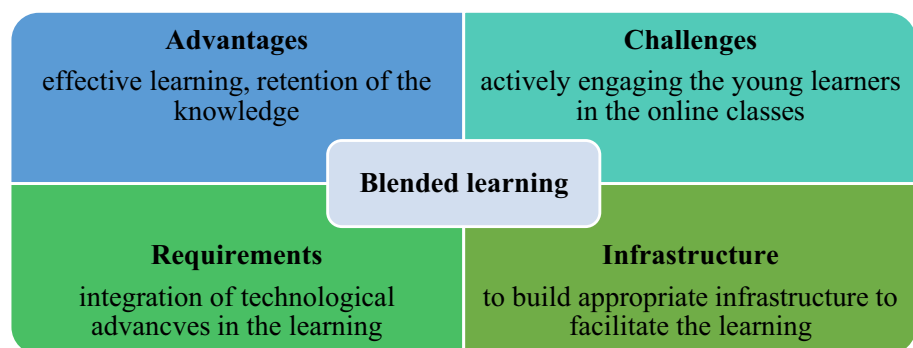 Advantages
effective learning, retention of the
knowledge
Challenges
actively engaging the young learners
in the online classes
Blended learning
Requirements
integration of technological
advancves in the learning
Infrastructure
to build appropriate infrastructure to
facilitate the learning